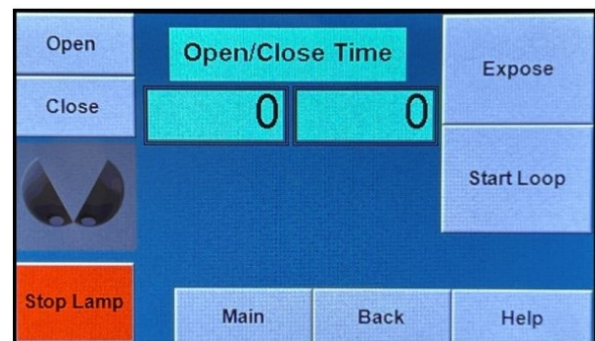 Open
Open/Close Time
Expose
Close
0 0
Start Loop
Stop Lamp
Main
Back
Help